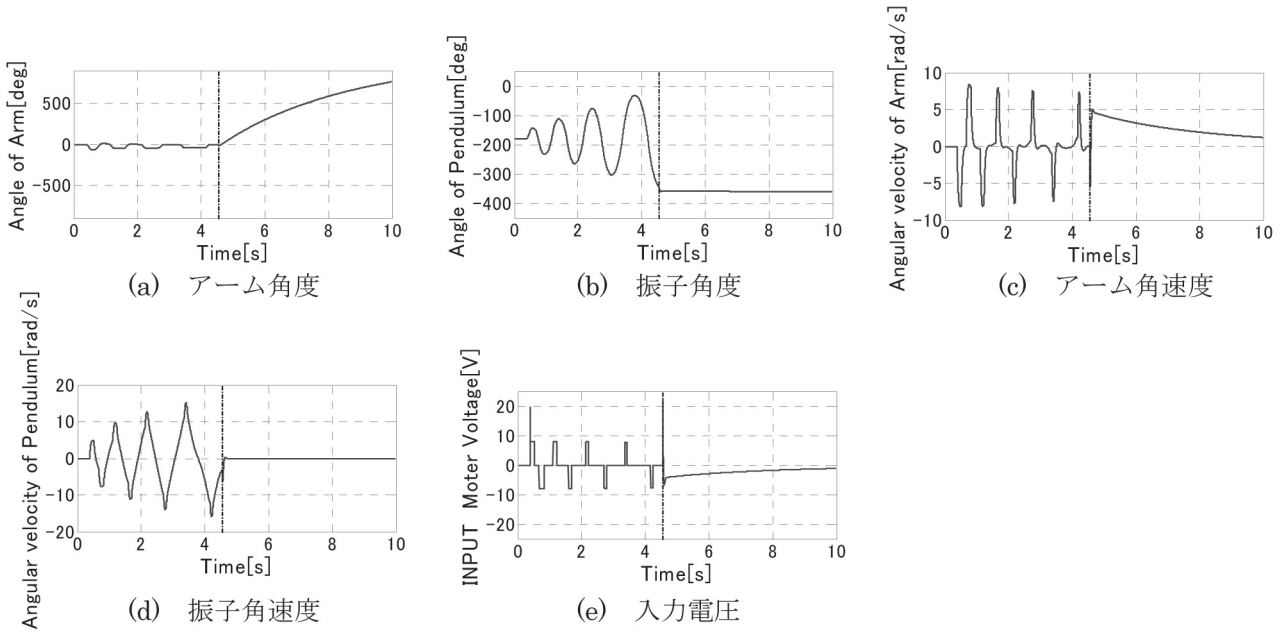 Angle of Arm[deg]
500
0
-500
0 2 4 6 8 10
Time[s]
(a) アーム角度
Angle of Pendulum[deg]
0
-100
-200
-300
-400
0 2 4 6 8 10
Time[s]
(b) 振子角度
Angular velocity of Arm[rad/s]
10
5
0
-5
-10
0 2 4 6 8 10
Time[s]
(c) アーム角速度
Angular velocity of Pendulum[rad/s]
20
10
0
-10
-20
0 2 4 6 8 10
Time[s]
(d) 振子角速度
INPUT Moter Voltage[V]
20
10
0
-10
-20
0 2 4 6 8 10
Time[s]
(e) 入力電圧